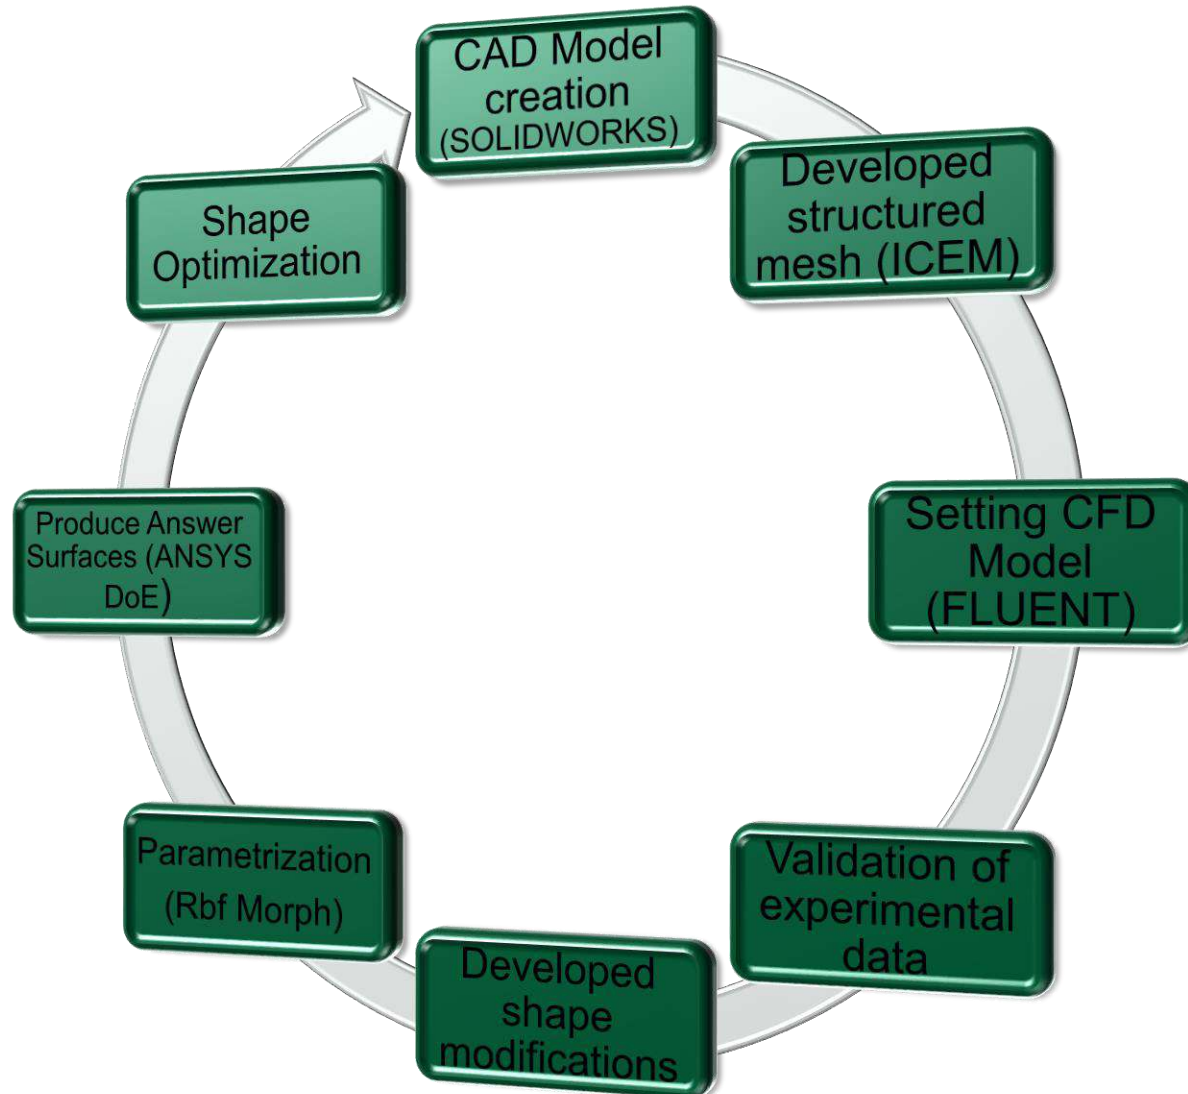 CAD Model
creation
(SOLIDWORKS)
Developed
structured
mesh (ICEM)
Setting CFD
Model
(FLUENT)
Validation of
experimental
data
Developed
shape
modifications
Parametrization
(Rbf Morph)
Produce Answer
Surfaces (ANSYS
DoE)
Shape
Optimization